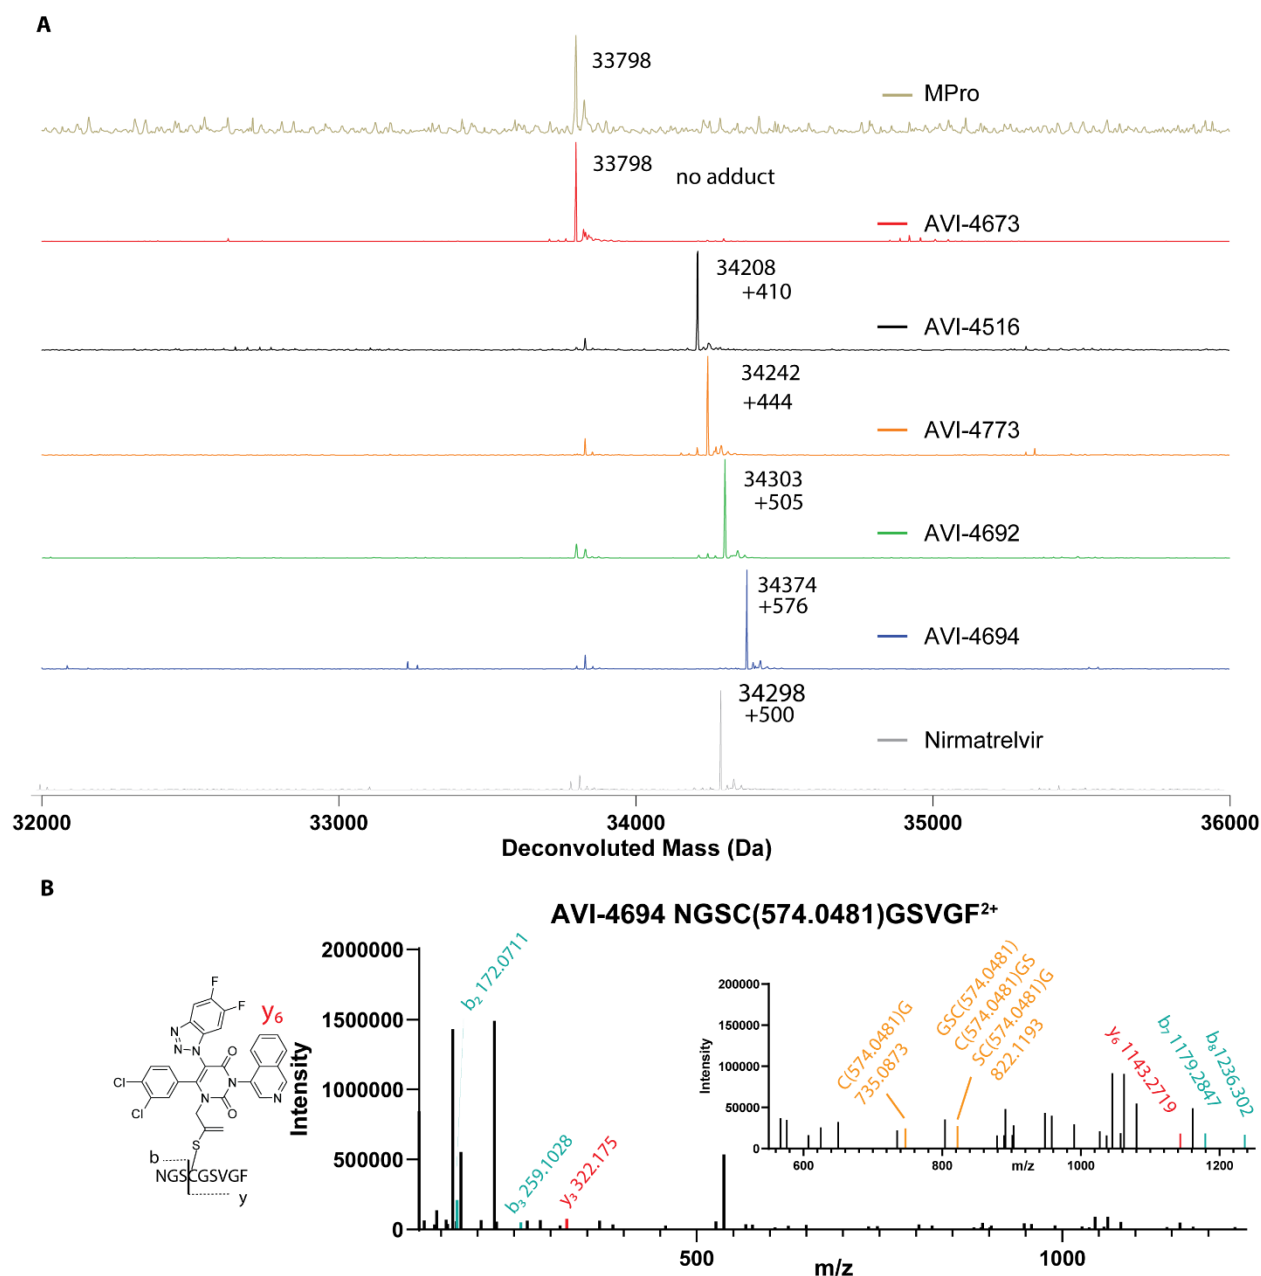 A
33798
MPro
33798
no adduct
AVI-4673
34208
+410
AVI-4516
34242
+444
AVI-4773
34303
+505
AVI-4692
34374
+576
AVI-4694
34298
+500
Nirmatrelvir
32000
33000
34000
35000
36000
Deconvoluted Mass (Da)
B
AVI-4694 NGSC(574.0481)GSVGF²⁺
F
F
N
N
N
O
N
N
O
N
Cl
Cl
S
b
NGSCGSVGF
y
y₆
Intensity
2000000
1500000
1000000
500000
0
b₂ 172.0711
b₃ 259.1028
y₃ 322.175
500
1000
m/z
Intensity
200000
150000
100000
50000
0
C(574.0481)G
735.0873
GSC(574.0481)
C(574.0481)GS
SC(574.0481)G
822.1193
y₆ 1143.2719
b₇ 1179.2847
b₈ 1236.302
600
800
m/z
1000
1200